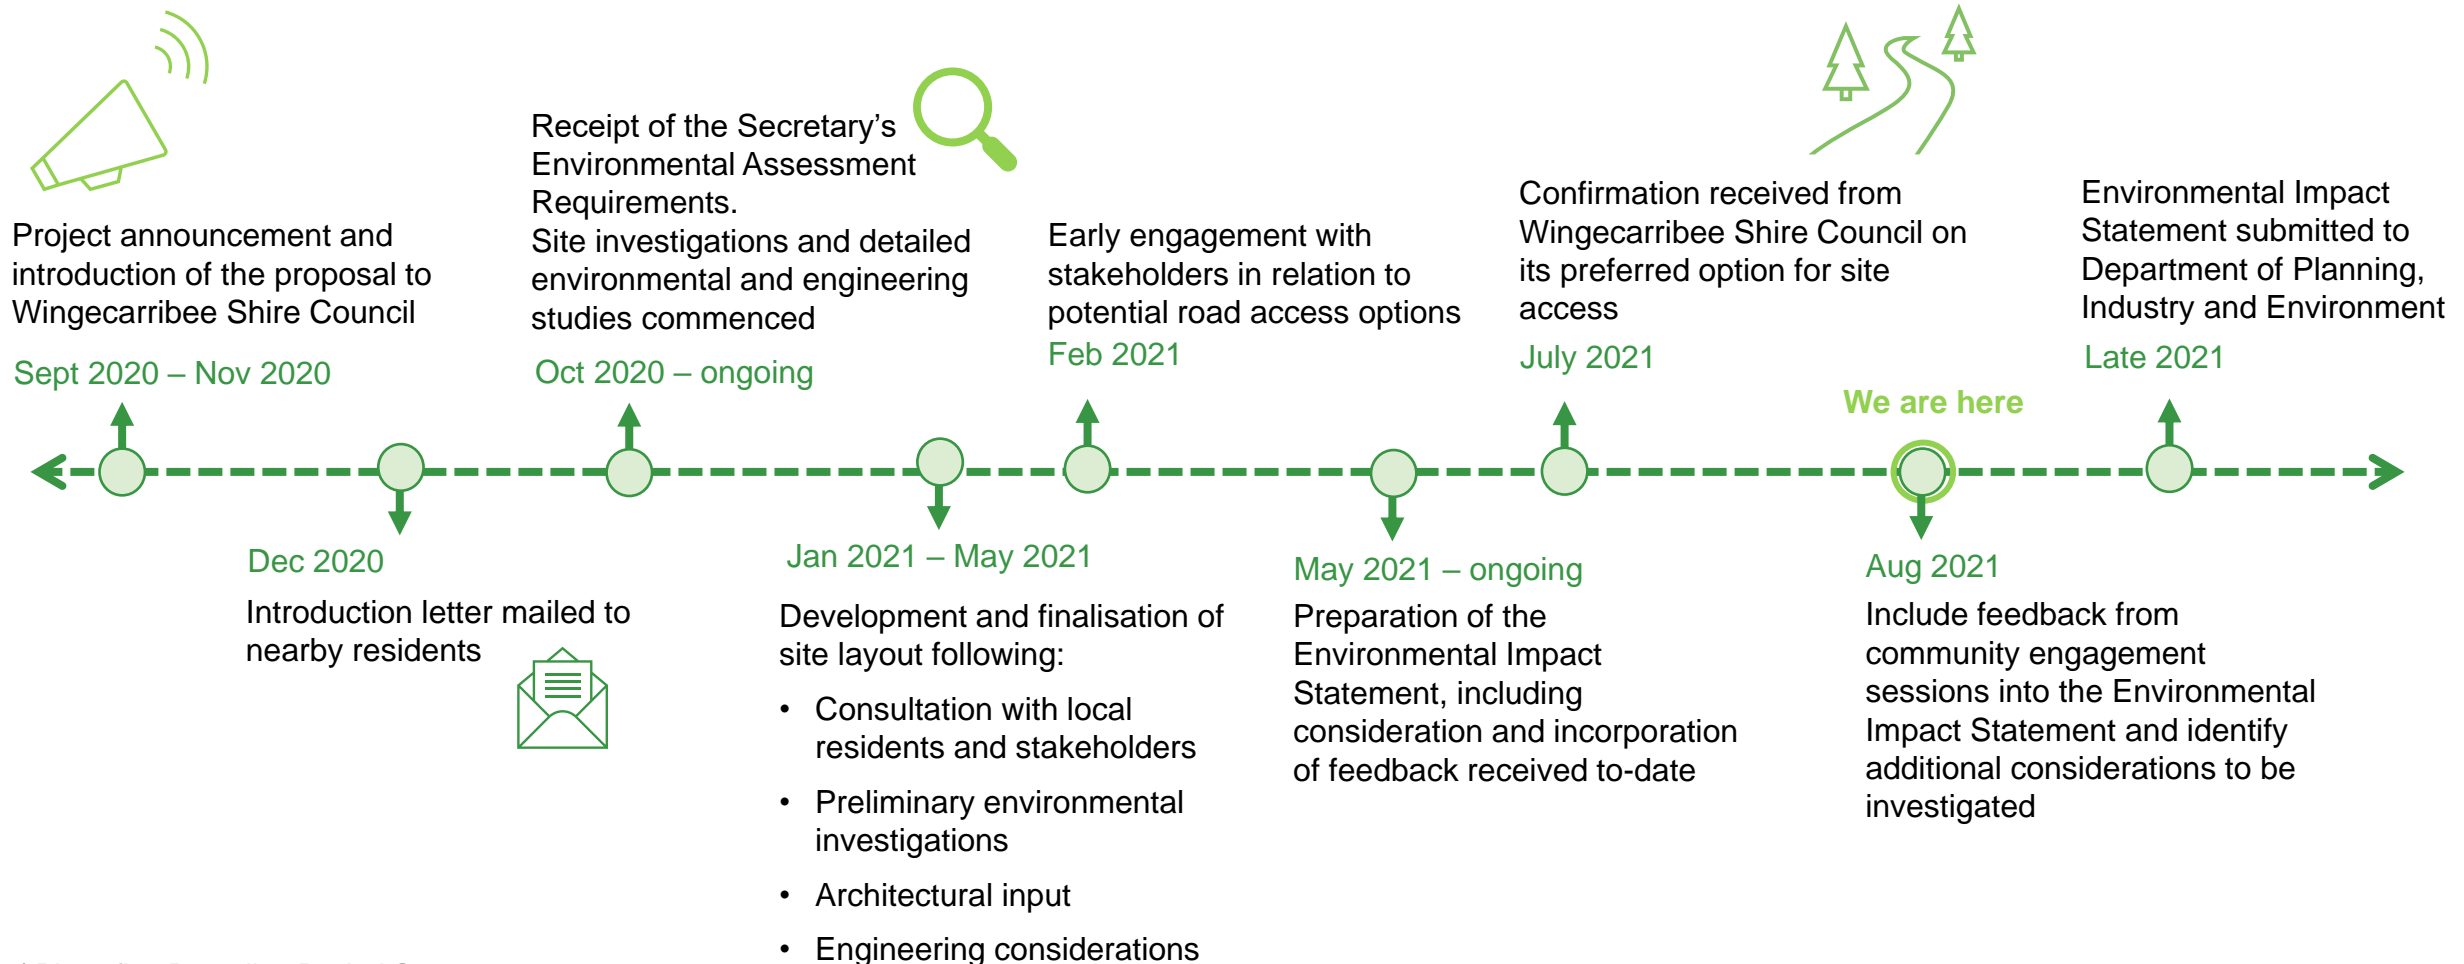 Project announcement and
introduction of the proposal to
Wingecarribee Shire Council
Sept 2020 – Nov 2020
Dec 2020
Introduction letter mailed to
nearby residents
Receipt of the Secretary’s
Environmental Assessment
Requirements.
Site investigations and detailed
environmental and engineering
studies commenced
Oct 2020 – ongoing
Jan 2021 – May 2021
Development and finalisation of
site layout following:
• Consultation with local
residents and stakeholders
• Preliminary environmental
investigations
• Architectural input
• Engineering considerations
Early engagement with
stakeholders in relation to
potential road access options
Feb 2021
May 2021 – ongoing
Preparation of the
Environmental Impact
Statement, including
consideration and incorporation
of feedback received to-date
Confirmation received from
Wingecarribee Shire Council on
its preferred option for site
access
July 2021
We are here
Aug 2021
Include feedback from
community engagement
sessions into the Environmental
Impact Statement and identify
additional considerations to be
investigated
Environmental Impact
Statement submitted to
Department of Planning,
Industry and Environment
Late 2021